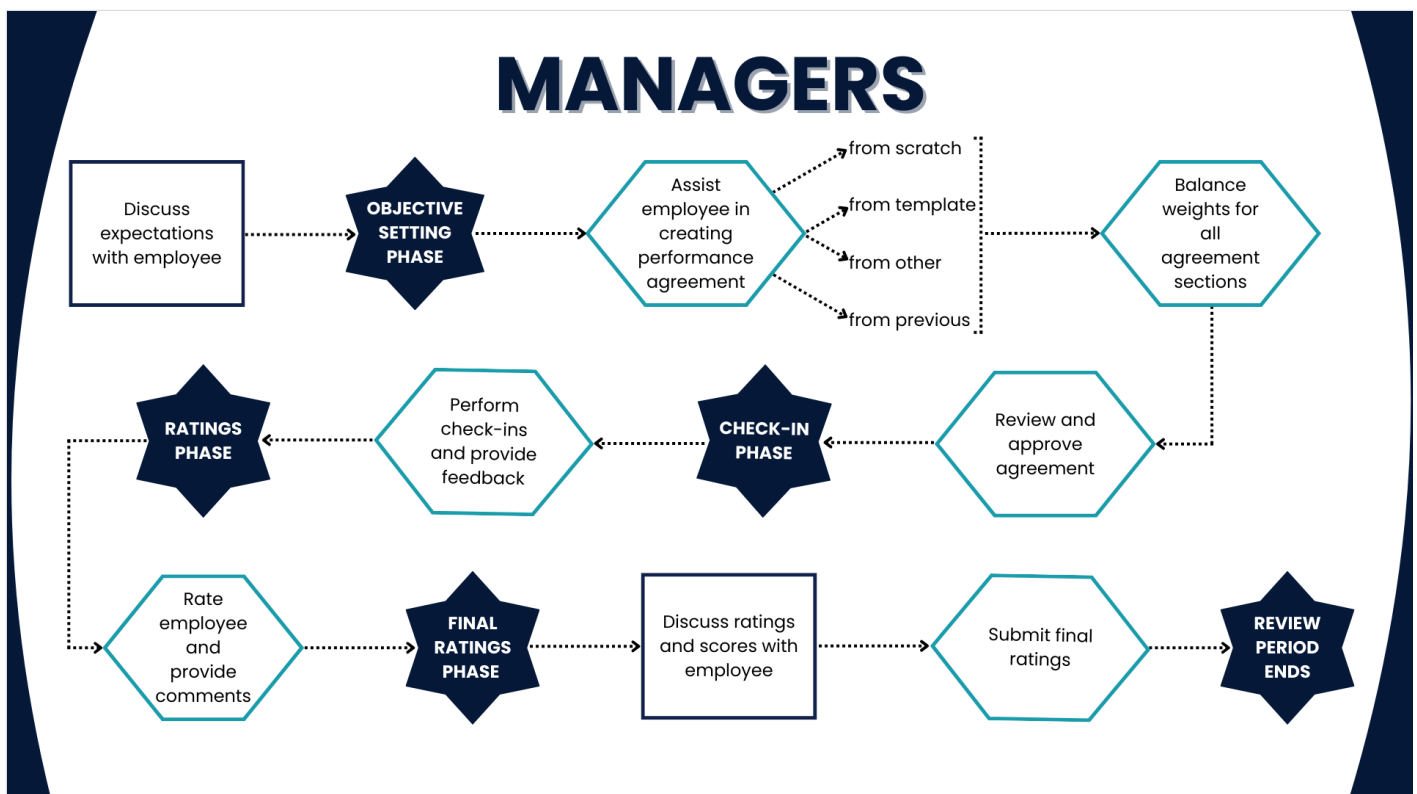 MANAGERS
Discuss
expectations
with employee
OBJECTIVE
SETTING
PHASE
Assist
employee in
creating
performance
agreement
from scratch
from template
from other
from previous
Balance
weights for
all
agreement
sections
Review and
approve
agreement
CHECK-IN
PHASE
Perform
check-ins
and provide
feedback
RATINGS
PHASE
Rate
employee
and
provide
comments
FINAL
RATINGS
PHASE
Discuss ratings
and scores with
employee
Submit final
ratings
REVIEW
PERIOD
ENDS